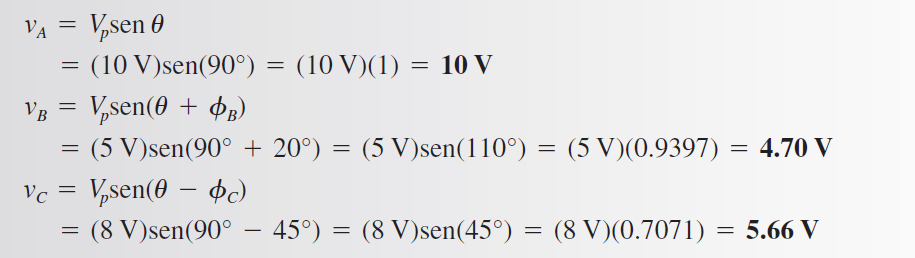 v_A = V_p sen θ
= (10 V)sen(90°) = (10 V)(1) = 10 V
v_B = V_p sen(θ + ϕ_B)
= (5 V)sen(90° + 20°) = (5 V)sen(110°) = (5 V)(0.9397) = 4.70 V
v_C = V_p sen(θ − ϕ_C)
= (8 V)sen(90° − 45°) = (8 V)sen(45°) = (8 V)(0.7071) = 5.66 V